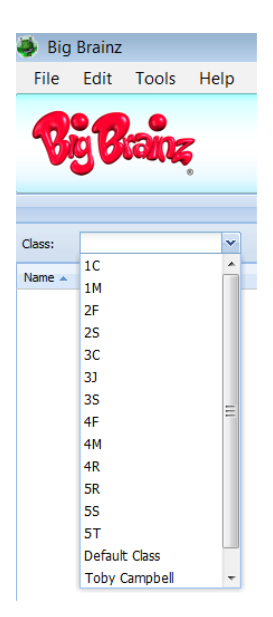 Big Brainz
File Edit Tools Help
Big Brainz®
Class:
Name
1C
1M
2F
2S
3C
3J
3S
4F
4M
4R
5R
5S
5T
Default Class
Toby Campbell